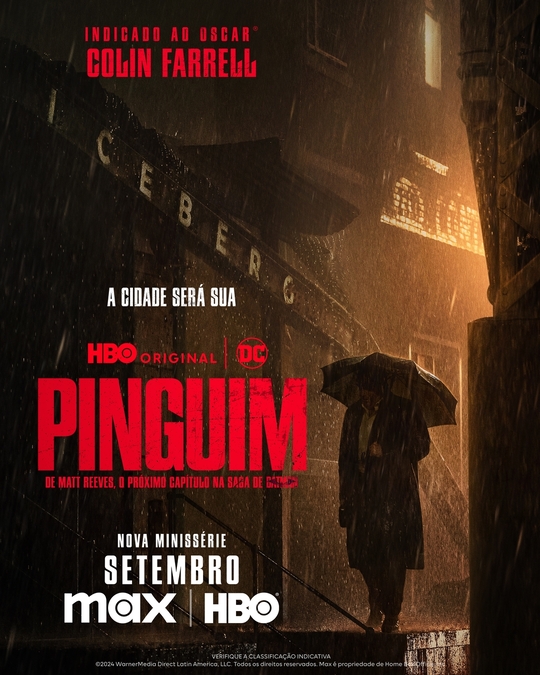 INDICADO AO OSCAR®
COLIN FARRELL
ICEBERG
A CIDADE SERÁ SUA
HBO ORIGINAL | DC
PINGUIM
DE MATT REEVES, O PRÓXIMO CAPÍTULO NA SAGA DE
NOVA MINISSÉRIE
SETEMBRO
max | HBO®
VERIFIQUE A CLASSIFICAÇÃO INDICATIVA
©2024 WarnerMedia Direct Latin America, LLC. Todos os direitos reservados. Max é propriedade de Home Box Office, Inc.